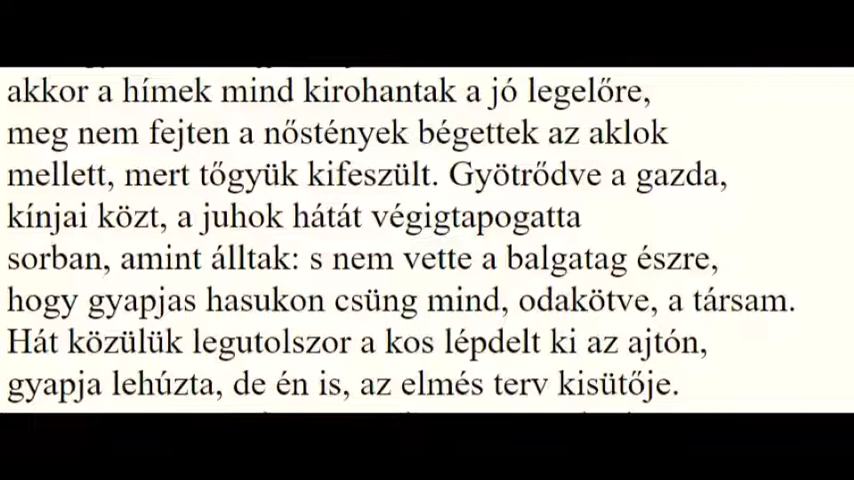 akkor a hímek mind kirohantak a jó legelőre,
meg nem fejten a nőstények bégettek az aklok
mellett, mert tőgyük kifeszült. Gyötrődve a gazda,
kínjai közt, a juhok hátát végigtapogatta
sorban, amint álltak: s nem vette a balgatag észre,
hogy gyapjas hasukon csüng mind, odakötve, a társam.
Hát közülük legutolszor a kos lépdelt ki az ajtón,
gyapja lehúzta, de én is, az elmés terv kisütője.